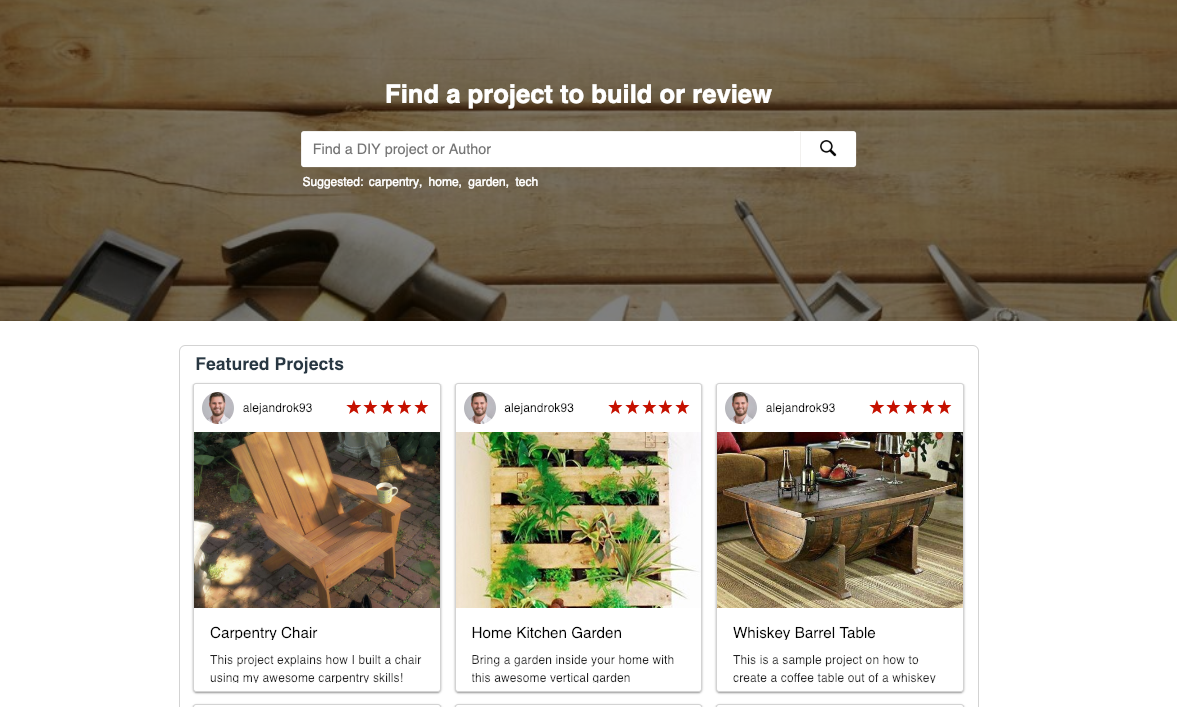 Find a project to build or review
Find a DIY project or Author
Suggested: carpentry, home, garden, tech
Featured Projects
alejandrok93
Carpentry Chair
This project explains how I built a chair
using my awesome carpentry skills!
alejandrok93
Home Kitchen Garden
Bring a garden inside your home with
this awesome vertical garden
alejandrok93
Whiskey Barrel Table
This is a sample project on how to
create a coffee table out of a whiskey